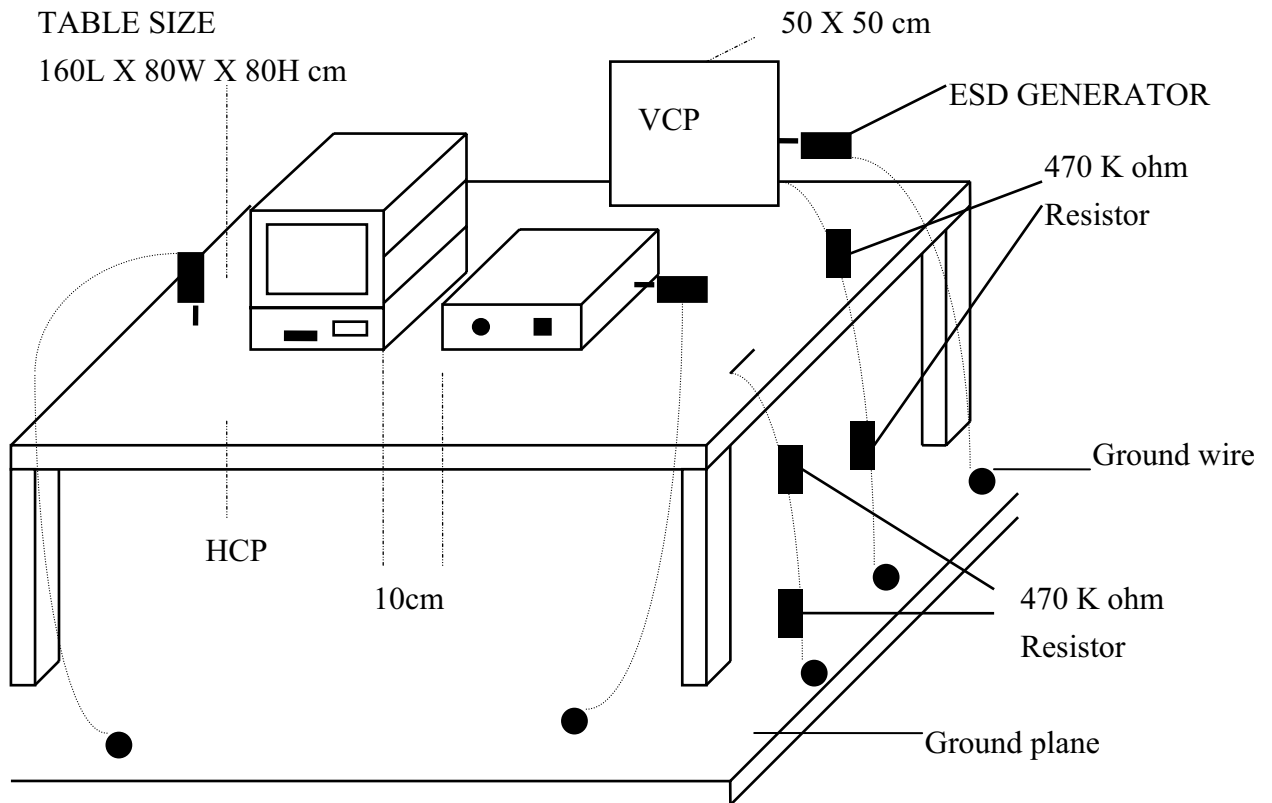 TABLE SIZE
160L X 80W X 80H cm
50 X 50 cm
VCP
ESD GENERATOR
470 K ohm
Resistor
Ground wire
HCP
10cm
470 K ohm
Resistor
Ground plane